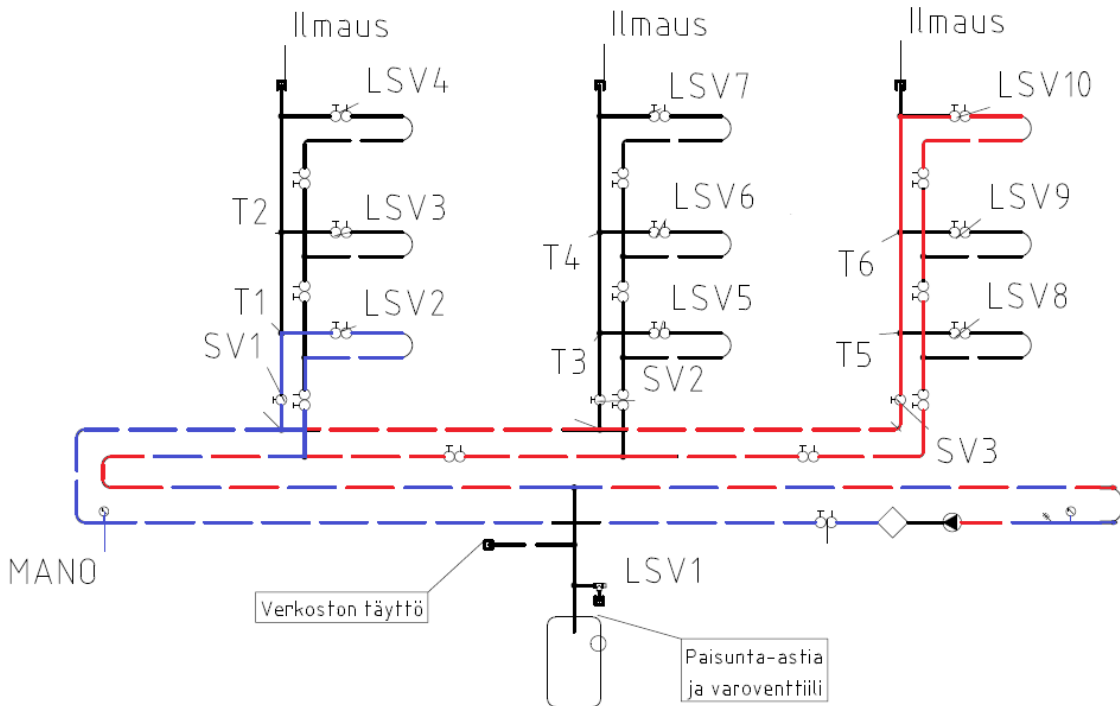 Ilmaus
Ilmaus
Ilmaus
LSV4
LSV7
LSV10
T2
LSV3
T4
LSV6
T6
LSV9
T1
LSV2
T3
LSV5
T5
LSV8
SV1
SV2
SV3
MANO
LSV1
Verkoston täyttö
Paisunta-astia
ja varoventtiili